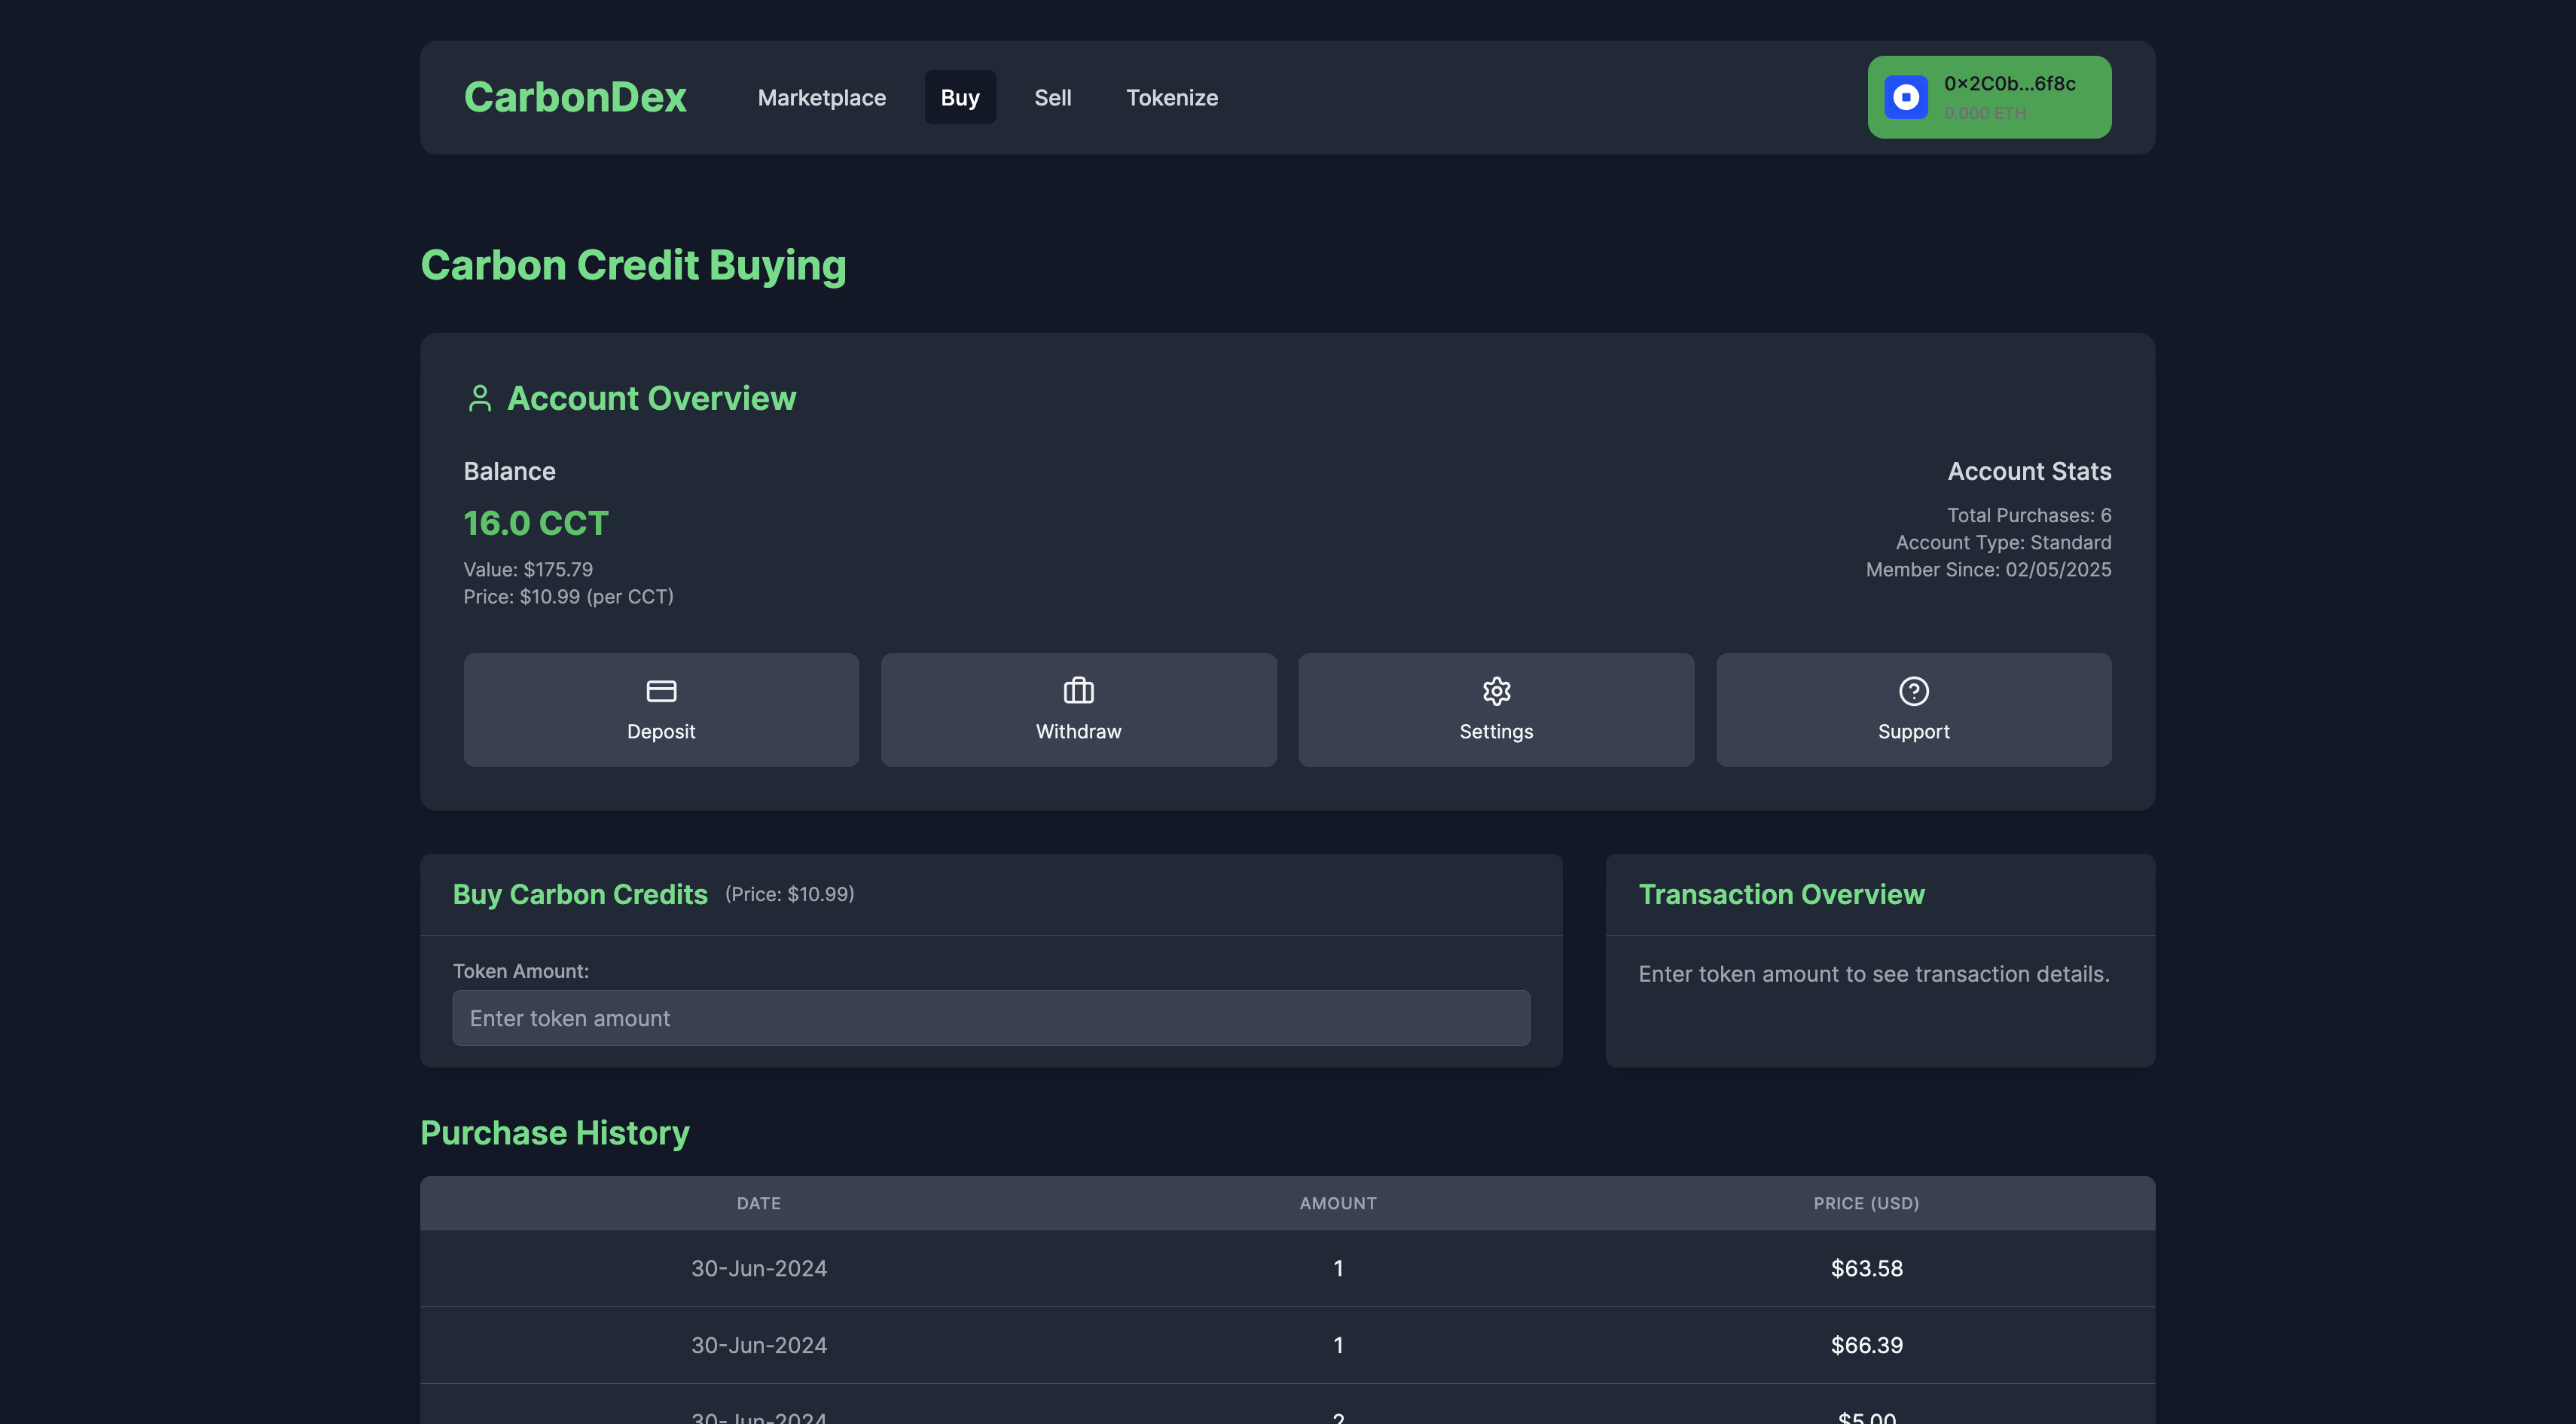 CarbonDex
Marketplace
Buy
Sell
Tokenize
0x2C0b...6f8c
0.000 ETH
Carbon Credit Buying
Account Overview
Balance
16.0 CCT
Value: $175.79
Price: $10.99 (per CCT)
Account Stats
Total Purchases: 6
Account Type: Standard
Member Since: 02/05/2025
Deposit
Withdraw
Settings
Support
Buy Carbon Credits (Price: $10.99)
Token Amount:
Enter token amount
Transaction Overview
Enter token amount to see transaction details.
Purchase History
DATE AMOUNT PRICE (USD)
30-Jun-2024 1 $63.58
30-Jun-2024 1 $66.39
30-Jun-2024 2 $5.00